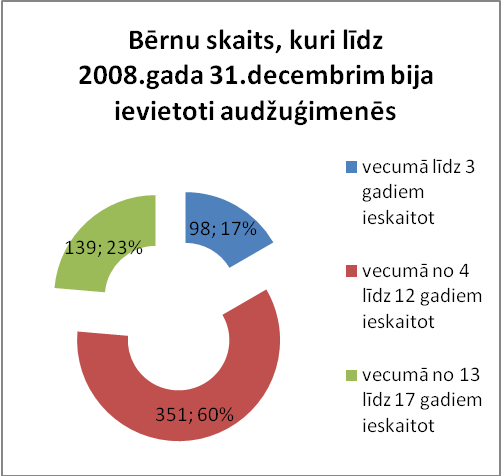 Bērnu skaits, kuri līdz
2008.gada 31.decembrim bija
ievietoti audžuģimenēs
98; 17%
139; 23%
351; 60%
vecumā līdz 3
gadiem
ieskaitot
vecumā no 4
līdz 12 gadiem
ieskaitot
vecumā no 13
līdz 17 gadiem
ieskaitot